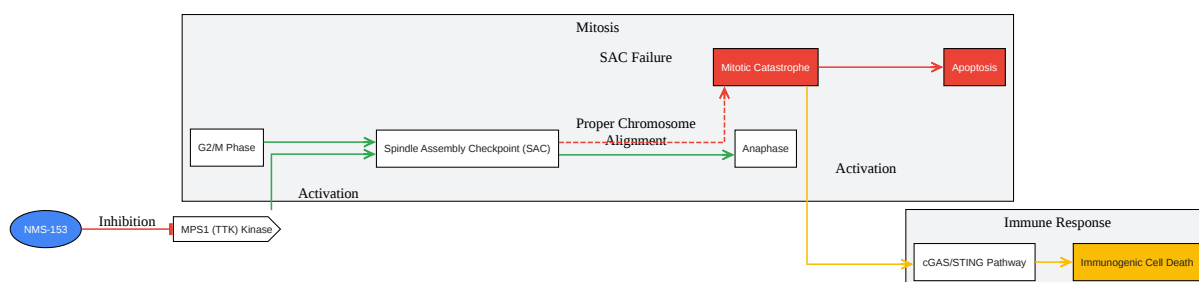 Mitosis
SAC Failure
Mitotic Catastrophe
Apoptosis
Proper Chromosome
Alignment
G2/M Phase
Spindle Assembly Checkpoint (SAC)
Anaphase
Activation
Activation
NMS-153
Inhibition
MPS1 (TTK) Kinase
Immune Response
cGAS/STING Pathway
Immunogenic Cell Death